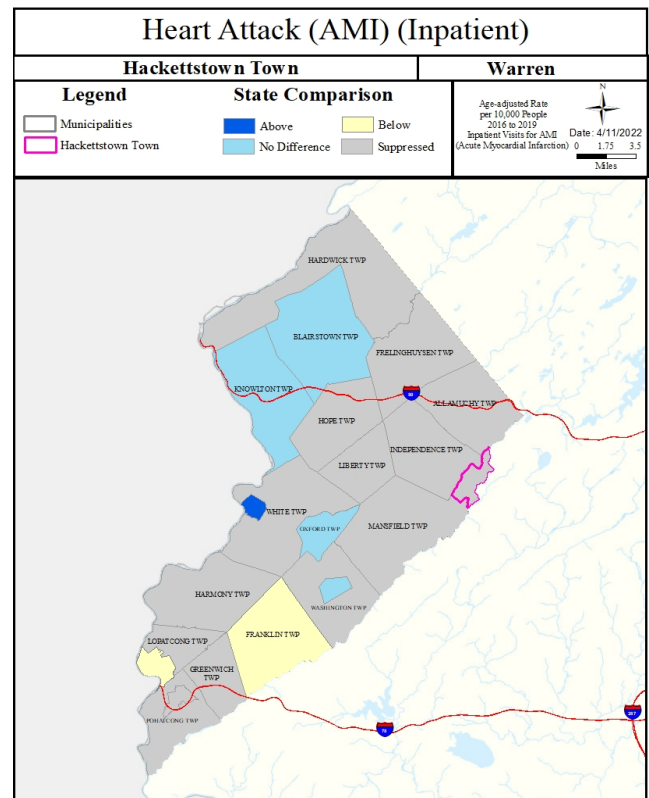 Heart Attack (AMI) (Inpatient)
Hackettstown Town
Warren
Legend
Municipalities
Hackettstown Town
State Comparison
Above
Below
No Difference
Suppressed
Age-adjusted Rate
per 10,000 People
2016 to 2019
Inpatient Visits for AMI
(Acute Myocardial Infarction)
N
Date: 4/11/2022
0 1.75 3.5
Miles
HARDWICK TWP
BLAIRSTOWN TWP
FRELINGHUYSEN TWP
KNOWLTON TWP
80
ALLAMUCHY TWP
HOPE TWP
INDEPENDENCE TWP
LIBERTY TWP
WHITE TWP
OXFORD TWP
MANSFIELD TWP
HARMONY TWP
WASHINGTON TWP
FRANKLIN TWP
LOPATCONG TWP
GREENWICH
TWP
POHATCONG TWP
78
287